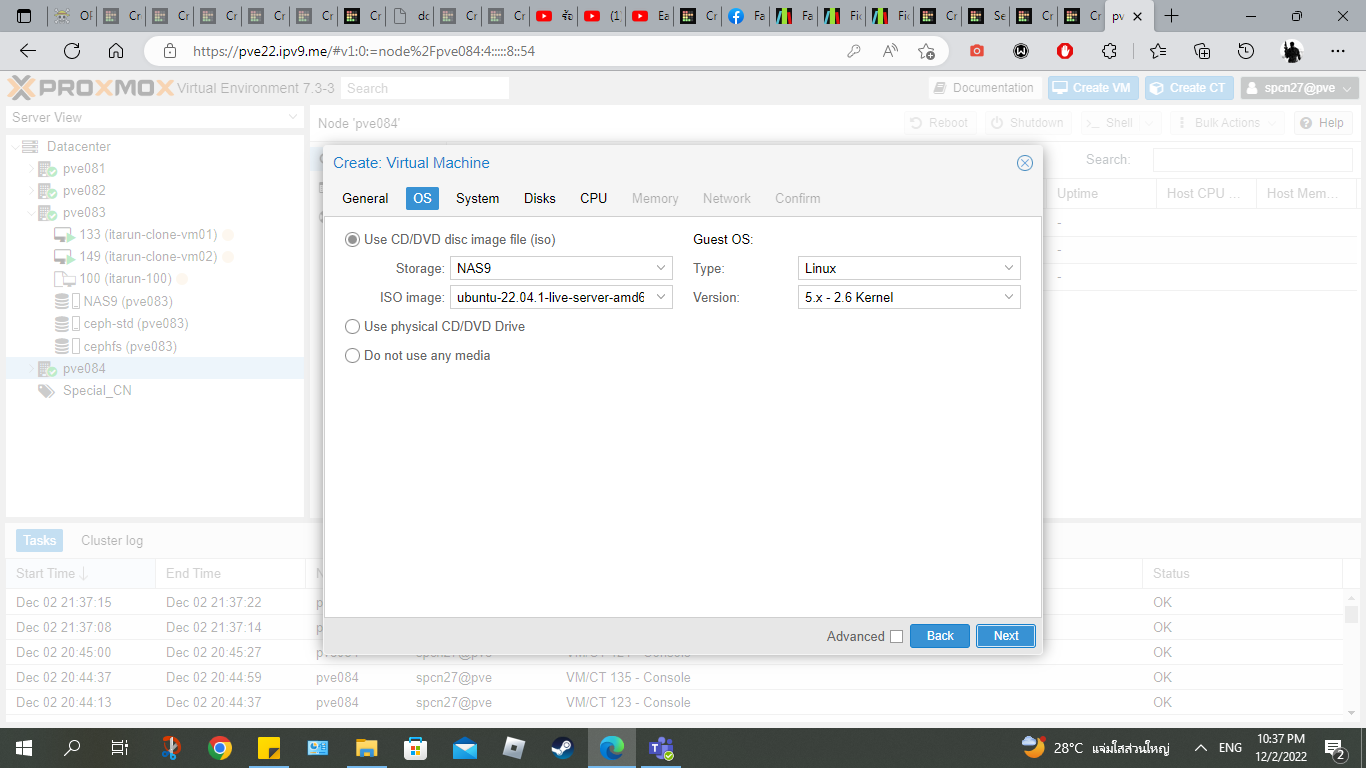 Cr
Cr
Cr
Cr
Cr
Cr
Cr
Cr
(1
Ea
Cr
Fa
Fa
Fic
Fic
Cr
Se
Cr
Cr
pv
https://pve22.ipv9.me/#v1:0:=node%2Fpve084:4:::::8::54
PROXMOX Virtual Environment 7.3-3
Search
Documentation
Create VM
Create CT
spcn27@pve
Server View
Node 'pve084'
Reboot
Shutdown
Shell
Bulk Actions
Help
Datacenter
pve081
pve082
pve083
133 (itarun-clone-vm01)
149 (itarun-clone-vm02)
100 (itarun-100)
NAS9 (pve083)
ceph-std (pve083)
cephfs (pve083)
pve084
Special_CN
Search:
Uptime
Host CPU ...
Host Mem...
-
-
-
Create: Virtual Machine
General
OS
System
Disks
CPU
Memory
Network
Confirm
Use CD/DVD disc image file (iso)
Guest OS:
Storage: NAS9
Type: Linux
ISO image: ubuntu-22.04.1-live-server-amd6
Version: 5.x - 2.6 Kernel
Use physical CD/DVD Drive
Do not use any media
Advanced
Back
Next
Tasks
Cluster log
Start Time
End Time
Status
Dec 02 21:37:15 Dec 02 21:37:22 OK
Dec 02 21:37:08 Dec 02 21:37:14 OK
Dec 02 20:45:00 Dec 02 20:45:27 pve084 spcn27@pve VM/CT 121 - Console OK
Dec 02 20:44:37 Dec 02 20:44:59 pve084 spcn27@pve VM/CT 135 - Console OK
Dec 02 20:44:13 Dec 02 20:44:37 pve084 spcn27@pve VM/CT 123 - Console OK
28°C แจ่มใสส่วนใหญ่
ENG
10:37 PM
12/2/2022
2